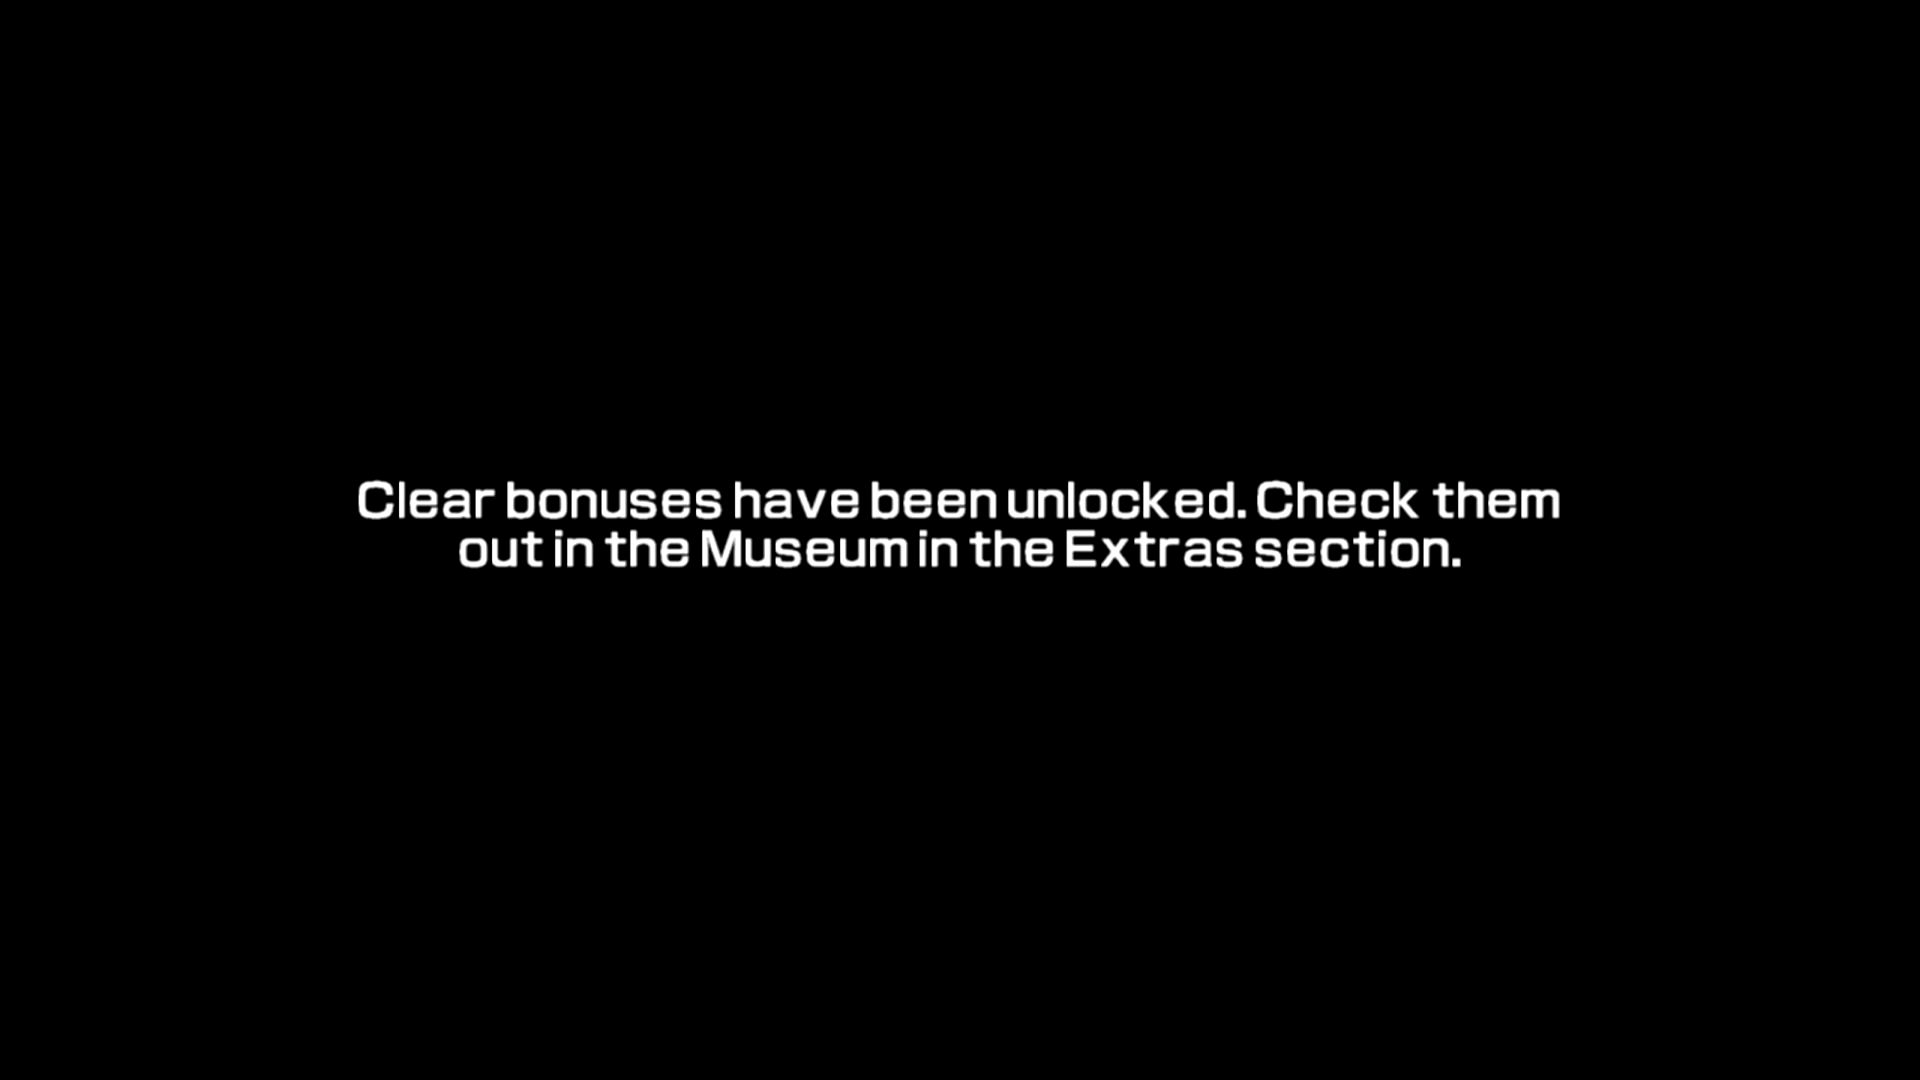 Clear bonuses have been unlocked. Check them
out in the Museum in the Extras section.